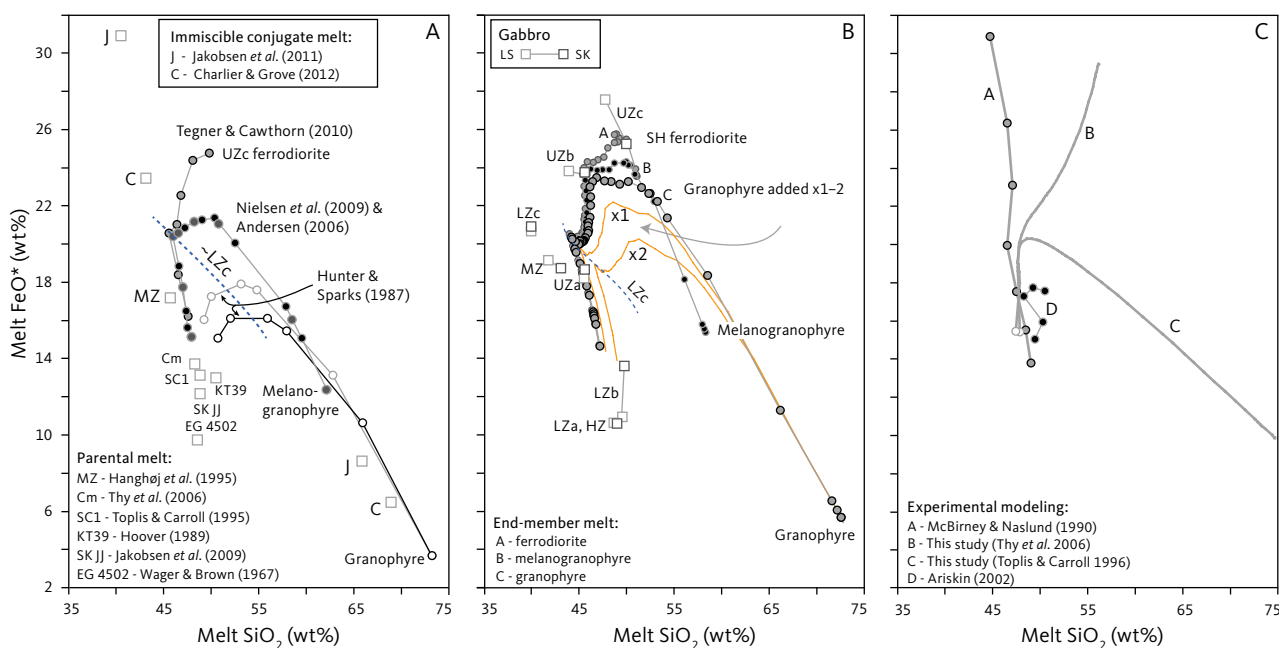 A
Immiscible conjugate melt:
J - Jakobsen et al. (2011)
C - Charlier & Grove (2012)
J
Tegner & Cawthorn (2010)
UZc ferrodiorite
C
Nielsen et al. (2009) &
Andersen (2006)
~LZc
Hunter &
Sparks (1987)
MZ
Cm
SC1
KT39
SK JJ
EG 4502
Melano-
granophyre
J
C
Granophyre
Parental melt:
MZ - Hanghøj et al. (1995)
Cm - Thy et al. (2006)
SC1 - Toplis & Carroll (1995)
KT39 - Hoover (1989)
SK JJ - Jakobsen et al. (2009)
EG 4502 - Wager & Brown (1967)
Melt FeO* (wt%)
30
26
22
18
14
10
6
2
35 45 55 65 75
Melt SiO2 (wt%)
B
Gabbro
LS SK
UZc
A
SH ferrodiorite
UZb
B
C
Granophyre added x1–2
LZc
x1
x2
MZ
UZa
LZc
Melanogranophyre
LZb
LZa, HZ
Granophyre
End-member melt:
A - ferrodiorite
B - melanogranophyre
C - granophyre
35 45 54 65 75
Melt SiO2 (wt%)
C
A
B
D
C
Experimental modeling:
A - McBirney & Naslund (1990)
B - This study (Thy et al. 2006)
C - This study (Toplis & Carroll 1996)
D - Ariskin (2002)
35 45 55 65 75
Melt SiO2 (wt%)